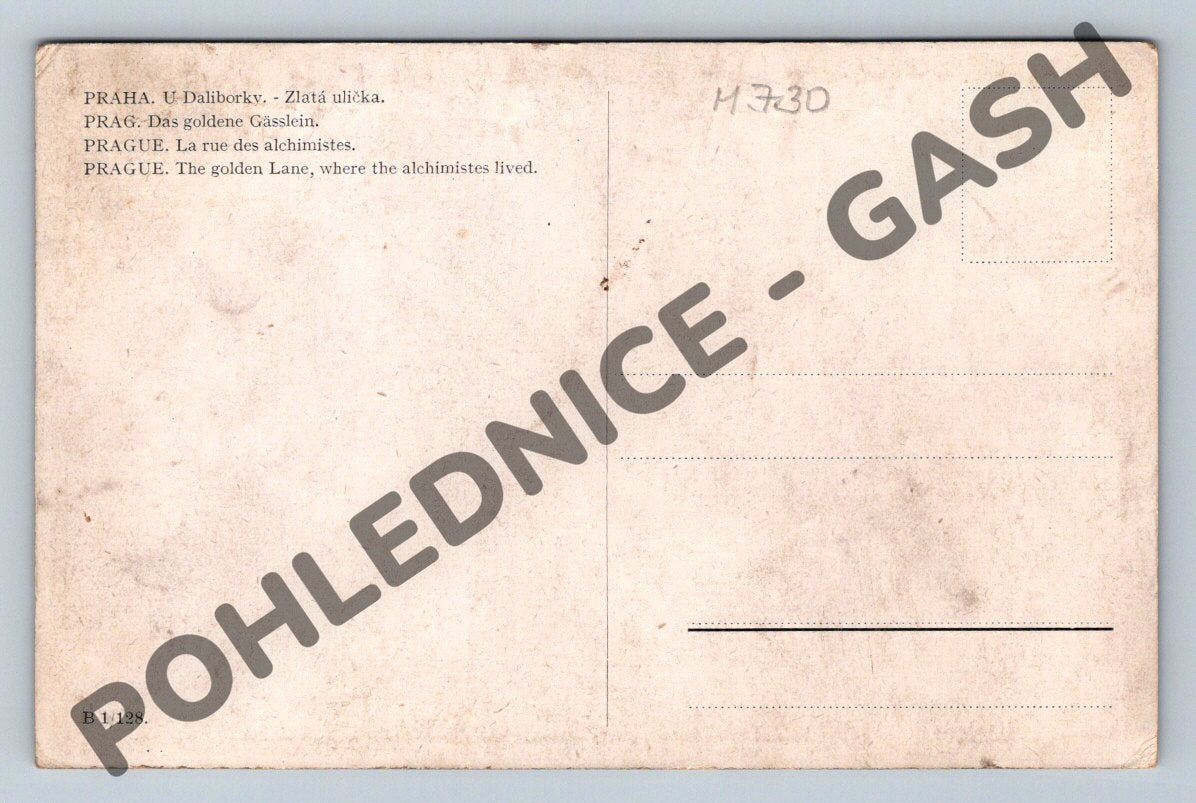 PRAHA. U Daliborky. - Zlatá ulička.
PRAG. Das goldene Gässlein.
PRAGUE. La rue des alchimistes.
PRAGUE. The golden Lane, where the alchimistes lived.
M 730
POHLEDNICE - GASH
B 1/128.